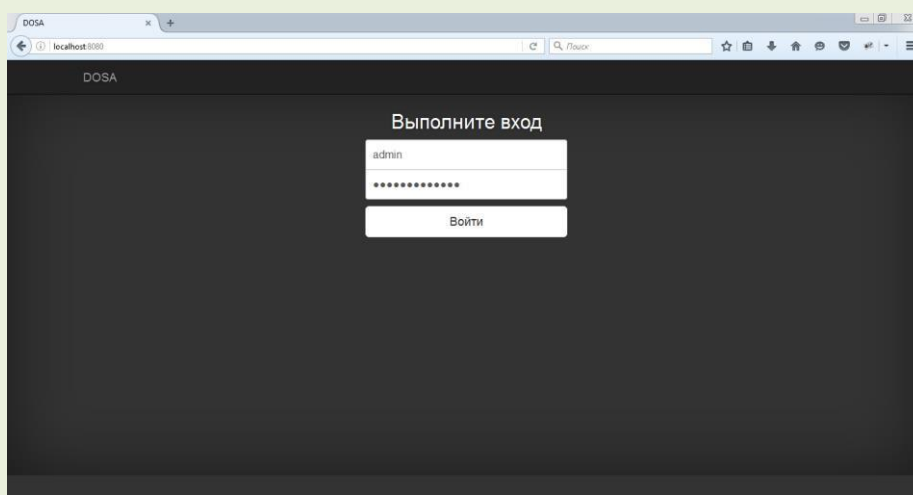 DOSA
localhost:8080
Поиск
DOSA
Выполните вход
admin
Войти